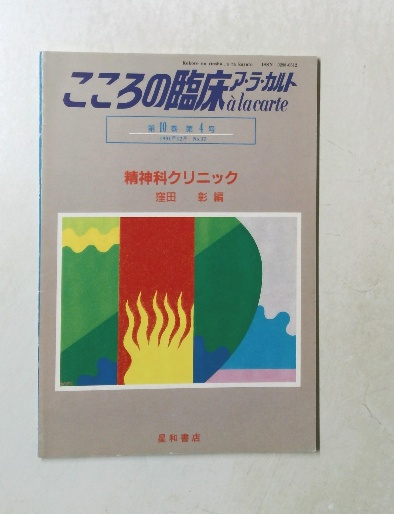 こころの臨床
ア・ラ・カルト
à la carte
第10巻 第4号
精神科クリニック
窪田 彰 編
星和書店